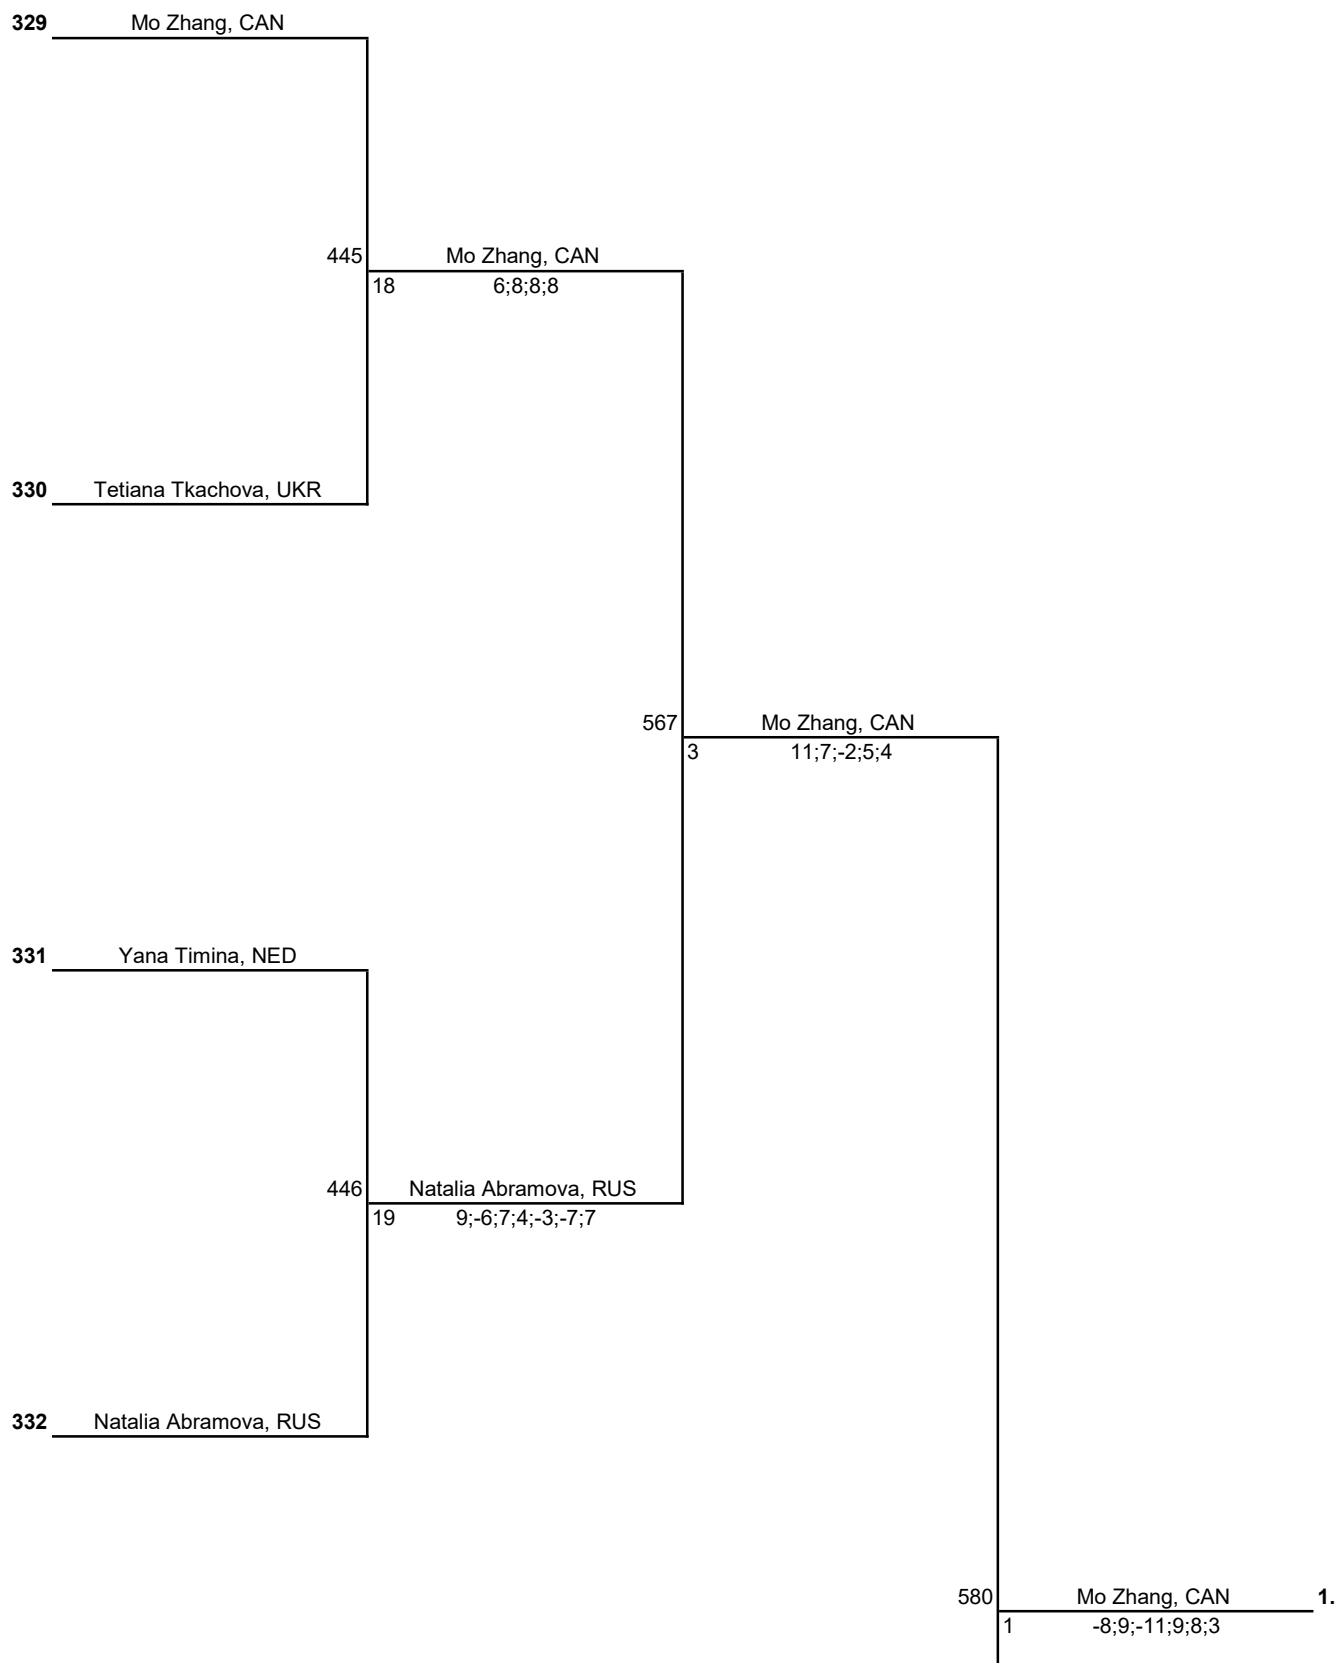 329 Mo Zhang, CAN
445 Mo Zhang, CAN
18 6;8;8;8
330 Tetiana Tkachova, UKR
567 Mo Zhang, CAN
3 11;7;-2;5;4
331 Yana Timina, NED
446 Natalia Abramova, RUS
19 9;-6;7;4;-3;-7;7
332 Natalia Abramova, RUS
580 Mo Zhang, CAN 1.
1 -8;9;-11;9;8;3